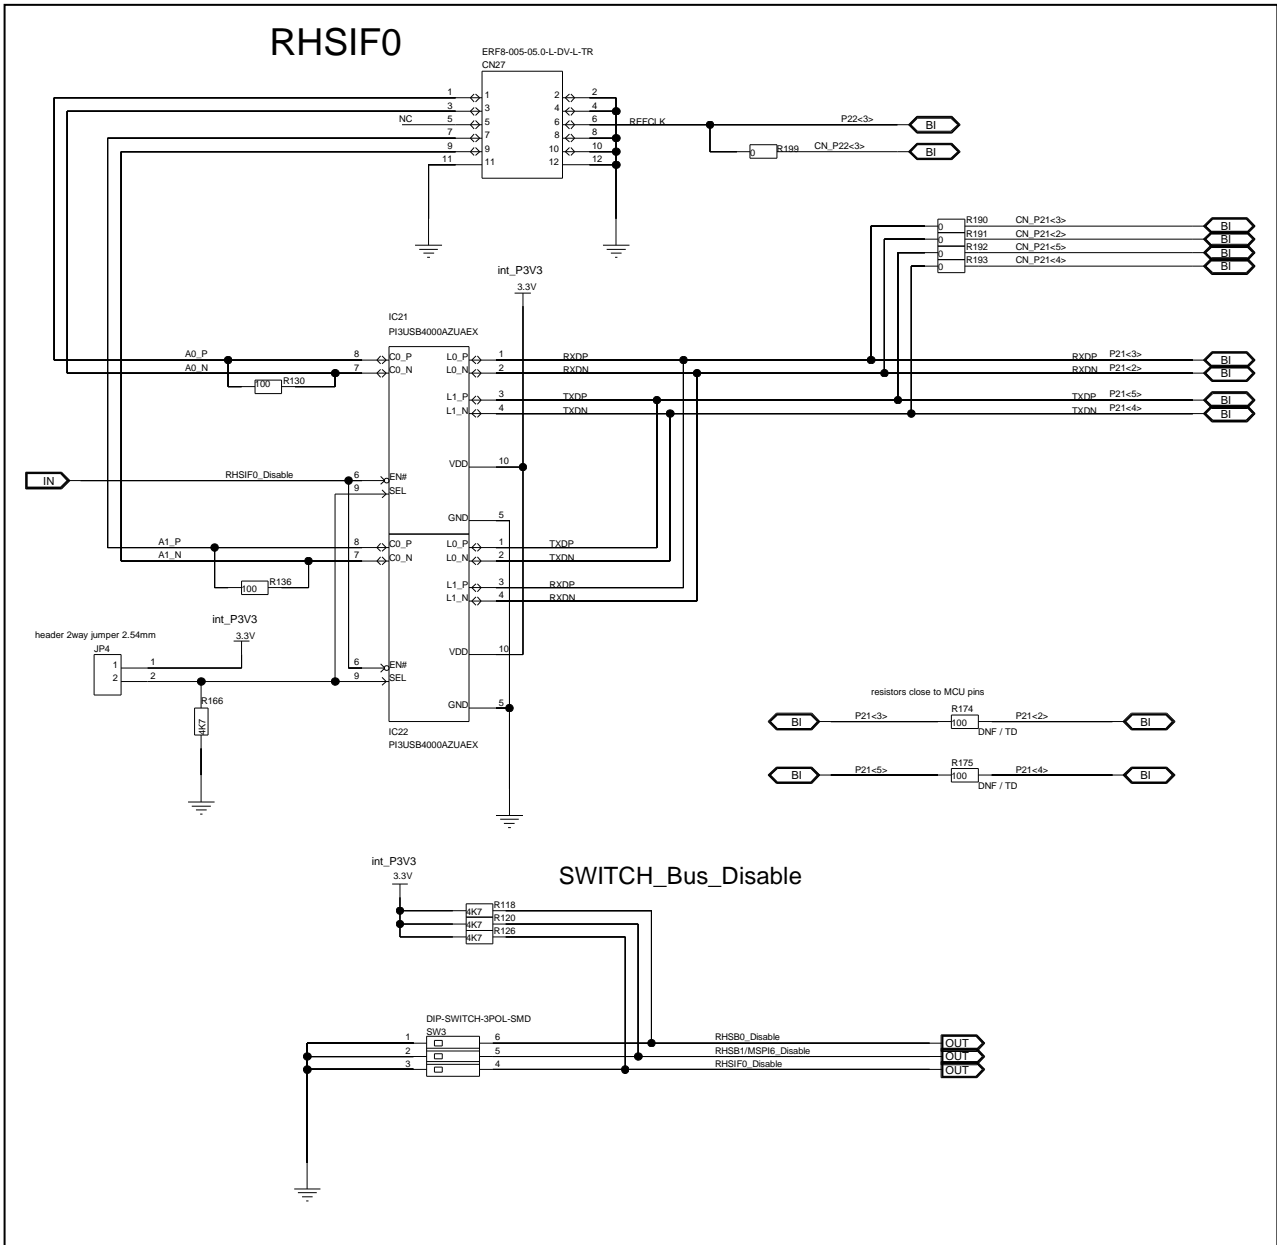 RHSIF0
ERF8-005-05.0-L-DV-L-TR
CN27
1 1 2 2
3 3 4 4
NC 5 5 6 6 REFCLK P22<3> BI
7 7 8 8
9 9 10 10 0 R199 CN_P22<3> BI
11 11 12 12
0 R190 CN_P21<3> BI
0 R191 CN_P21<2> BI
0 R192 CN_P21<5> BI
0 R193 CN_P21<4> BI
int_P3V3
3.3V
IC21
PI3USB4000AZUAEX
A0_P 8 C0_P L0_P 1 RXDP RXDP P21<3> BI
A0_N 7 C0_N L0_N 2 RXDN RXDN P21<2> BI
100 R130
L1_P 3 TXDP TXDP P21<5> BI
L1_N 4 TXDN TXDN P21<4> BI
VDD 10
IN RHSIF0_Disable 6 EN#
9 SEL
GND 5
A1_P 8 C0_P L0_P 1 TXDP
A1_N 7 C0_N L0_N 2 TXDN
100 R136
L1_P 3 RXDP
L1_N 4 RXDN
int_P3V3
3.3V
header 2way jumper 2.54mm
JP4
1 1
2 2
VDD 10
6 EN#
9 SEL
R166
4K7
GND 5
IC22
PI3USB4000AZUAEX
resistors close to MCU pins
BI P21<3> R174 100 P21<2> BI
DNF / TD
BI P21<5> R175 100 P21<4> BI
DNF / TD
int_P3V3
3.3V
SWITCH_Bus_Disable
4K7 R118
4K7 R120
4K7 R126
DIP-SWITCH-3POL-SMD
SW3
1 6 RHSB0_Disable OUT
2 5 RHSB1/MSPI6_Disable OUT
3 4 RHSIF0_Disable OUT